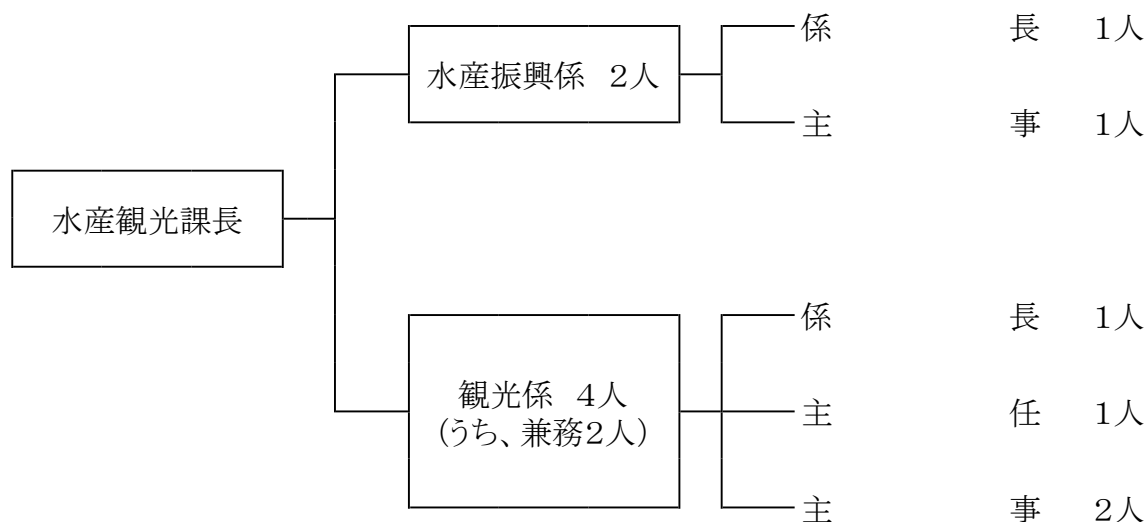 係長 1人
水産振興係 2人
主事 1人
水産観光課長
係長 1人
観光係 4人
(うち、兼務2人)
主任 1人
主事 2人